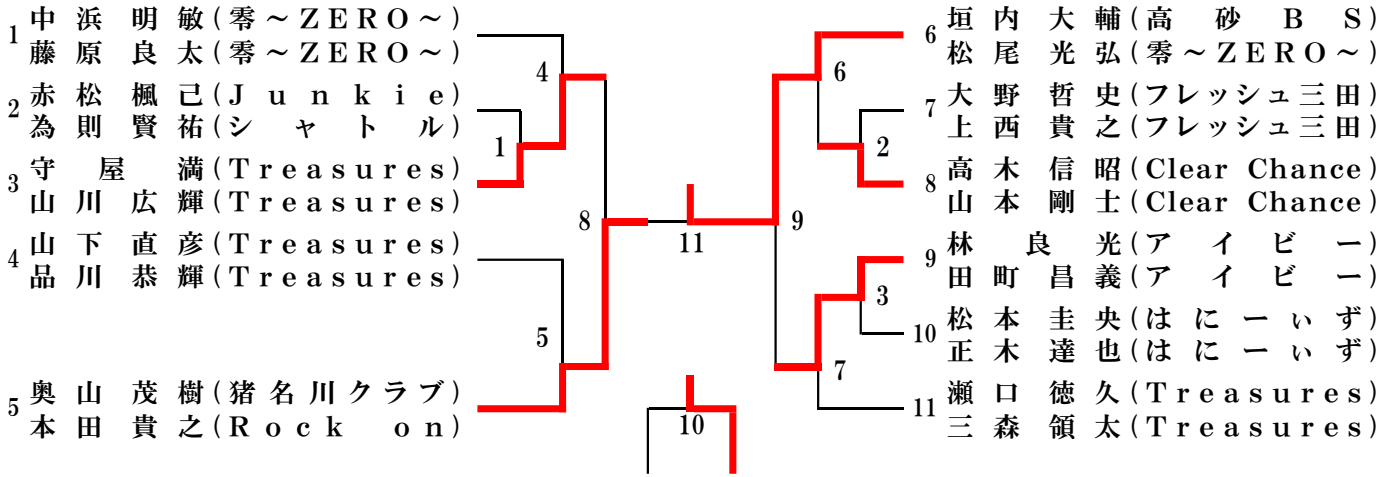 1 中浜明敏(零～ZERO～)
藤原良太(零～ZERO～)
2 赤松楓己(Junkie)
為則賢祐(シャトル)
3 守屋満(Treasures)
山川広輝(Treasures)
4 山下直彦(Treasures)
品川恭輝(Treasures)
5 奥山茂樹(猪名川クラブ)
本田貴之(Rock on)
4
1
8
5
11
10
6
2
9
3
7
6 垣内大輔(高砂BS)
松尾光弘(零～ZERO～)
7 大野哲史(フレッシュ三田)
上西貴之(フレッシュ三田)
8 高木信昭(Clear Chance)
山本剛士(Clear Chance)
9 林良光(アイビー)
田町昌義(アイビー)
10 松本圭央(はにーぃず)
正木達也(はにーぃず)
11 瀬口徳久(Treasures)
三森領太(Treasures)